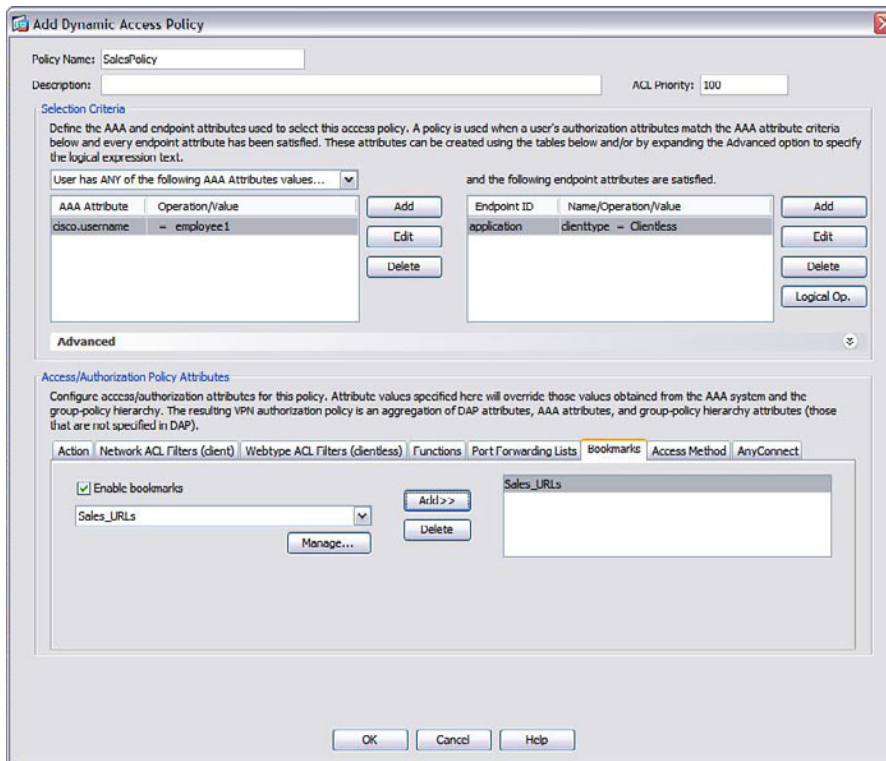 Add Dynamic Access Policy
Policy Name: SalesPolicy
Description:
ACL Priority: 100
Selection Criteria
Define the AAA and endpoint attributes used to select this access policy. A policy is used when a user's authorization attributes match the AAA attribute criteria
below and every endpoint attribute has been satisfied. These attributes can be created using the tables below and/or by expanding the Advanced option to specify
the logical expression text.
User has ANY of the following AAA Attributes values...
and the following endpoint attributes are satisfied.
AAA Attribute Operation/Value
cisco.username = employee1
Add
Edit
Delete
Endpoint ID Name/Operation/Value
application clienttype = Clientless
Add
Edit
Delete
Logical Op.
Advanced
Access/Authorization Policy Attributes
Configure access/authorization attributes for this policy. Attribute values specified here will override those values obtained from the AAA system and the
group-policy hierarchy. The resulting VPN authorization policy is an aggregation of DAP attributes, AAA attributes, and group-policy hierarchy attributes (those
that are not specified in DAP).
Action Network ACL Filters (client) Webtype ACL Filters (clientless) Functions Port Forwarding Lists Bookmarks Access Method AnyConnect
Enable bookmarks
Sales_URLs
Manage...
Add>>
Delete
Sales_URLs
OK Cancel Help